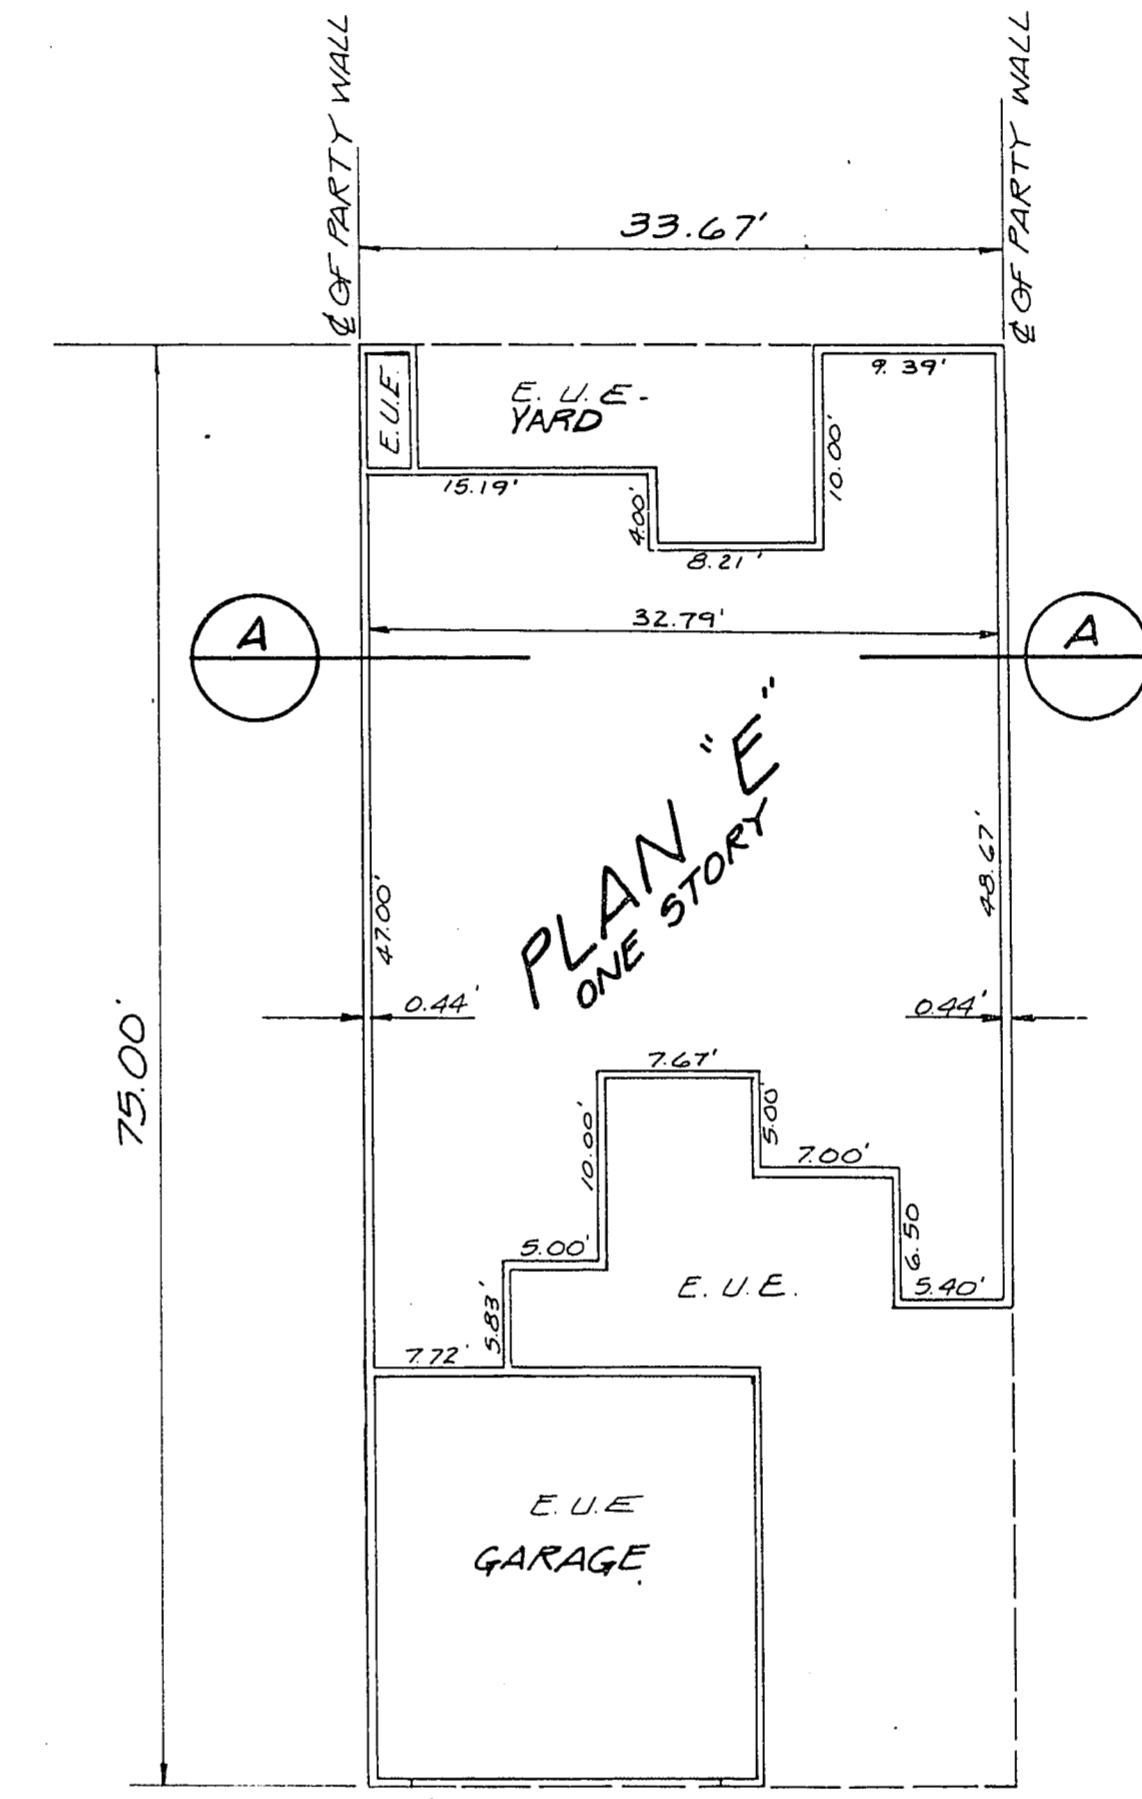 ℄ OF PARTY WALL
℄ OF PARTY WALL
33.67'
E.U.E.
E. U. E-
YARD
9.39'
10.00'
15.19'
4.00'
8.21'
32.79'
A
A
PLAN "E"
ONE STORY
47.00'
48.67'
0.44'
0.44'
75.00'
7.67'
10.00'
5.00'
7.00'
5.00'
6.50
5.83'
E. U. E.
5.40'
7.72'
E. U. E
GARAGE